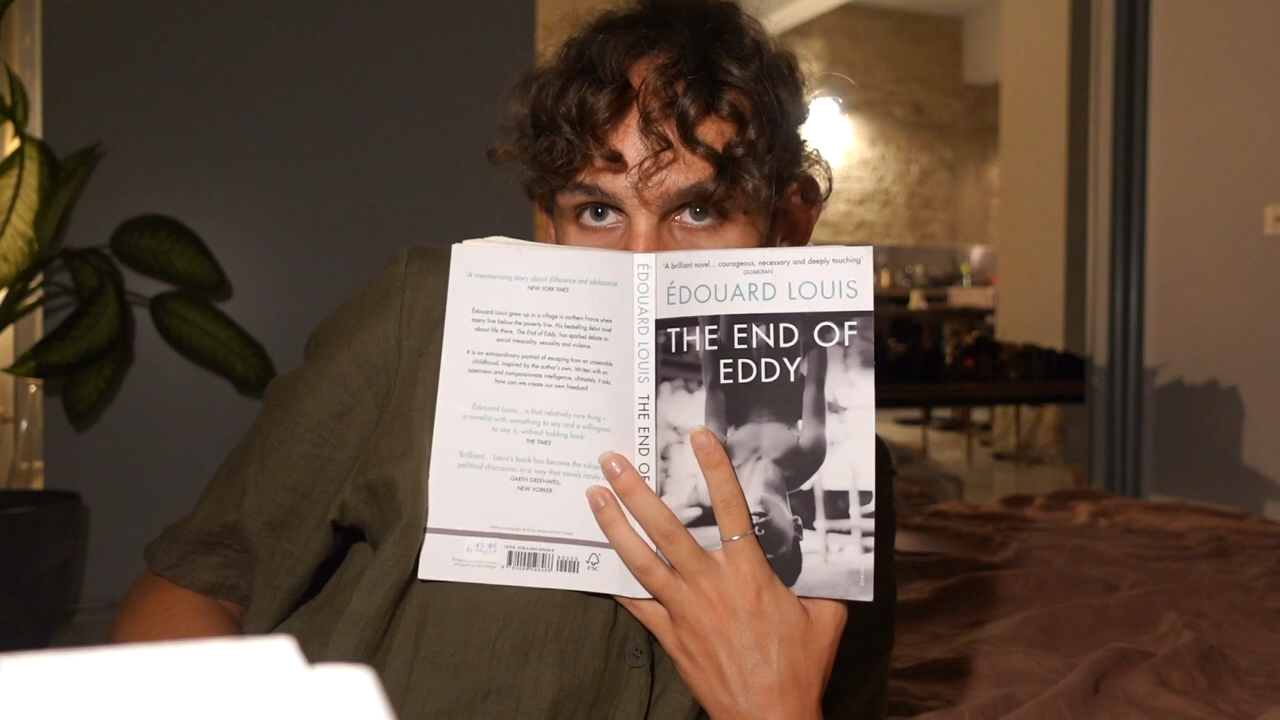 'A mesmerising story about difference and adolescence'
NEW YORK TIMES
Édouard Louis grew up in a village in northern France where
many live below the poverty line. His bestselling debut novel
about life there, The End of Eddy, has sparked debate on
social inequality, sexuality and violence.
It is an extraordinary portrait of escaping from an unbearable
childhood, inspired by the author's own. Written with an
openness and compassionate intelligence, ultimately, it asks,
how can we create our own freedom?
'Édouard Louis... is that relatively rare thing –
a novelist with something to say and a willingness
to say it, without holding back'
THE TIMES
'Brilliant... Louis's book has become the subject
political discussion in a way that novels rarely
GARTH GREENWELL,
NEW YORKER
€12,95
ISBN
FSC
ÉDOUARD LOUIS THE END OF
'A brilliant novel... courageous, necessary and deeply touching'
GUARDIAN
ÉDOUARD LOUIS
THE END OF
EDDY